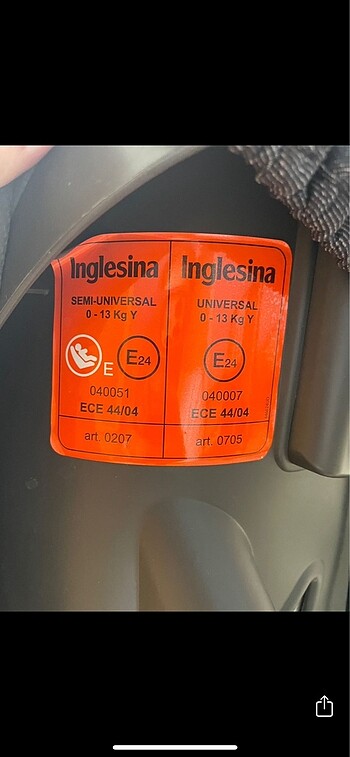 Inglesina
SEMI-UNIVERSAL
0 - 13 Kg Y
E
E24
040051
ECE 44/04
art. 0207
Inglesina
UNIVERSAL
0 - 13 Kg Y
E24
040007
ECE 44/04
art. 0705